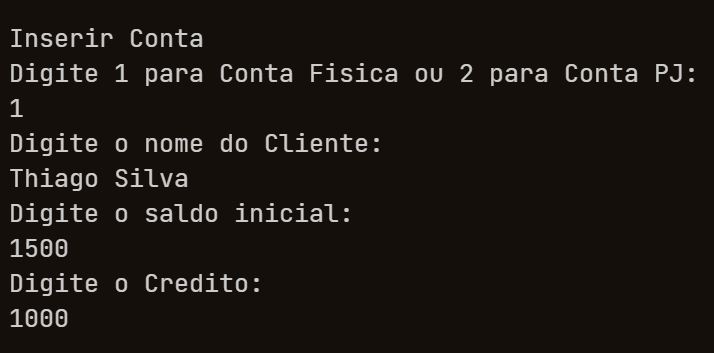 Inserir Conta
Digite 1 para Conta Fisica ou 2 para Conta PJ:
1
Digite o nome do Cliente:
Thiago Silva
Digite o saldo inicial:
1500
Digite o Credito:
1000